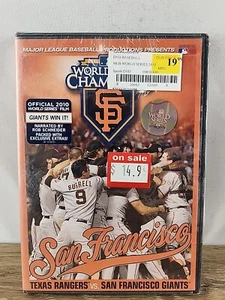 MAJOR LEAGUE BASEBALL PRODUCTIONS PRESENTS
WORLD
CHAMP
SF
19
OFFICIAL 2010
WORLD SERIES FILM
GIANTS WIN IT!
NARRATED BY
ROB SCHNEIDER
PACKED WITH
EXCLUSIVE EXTRAS!
on sale
$ 14.9
BURRELL
9
San Francisco
TEXAS RANGERS VS SAN FRANCISCO GIANTS